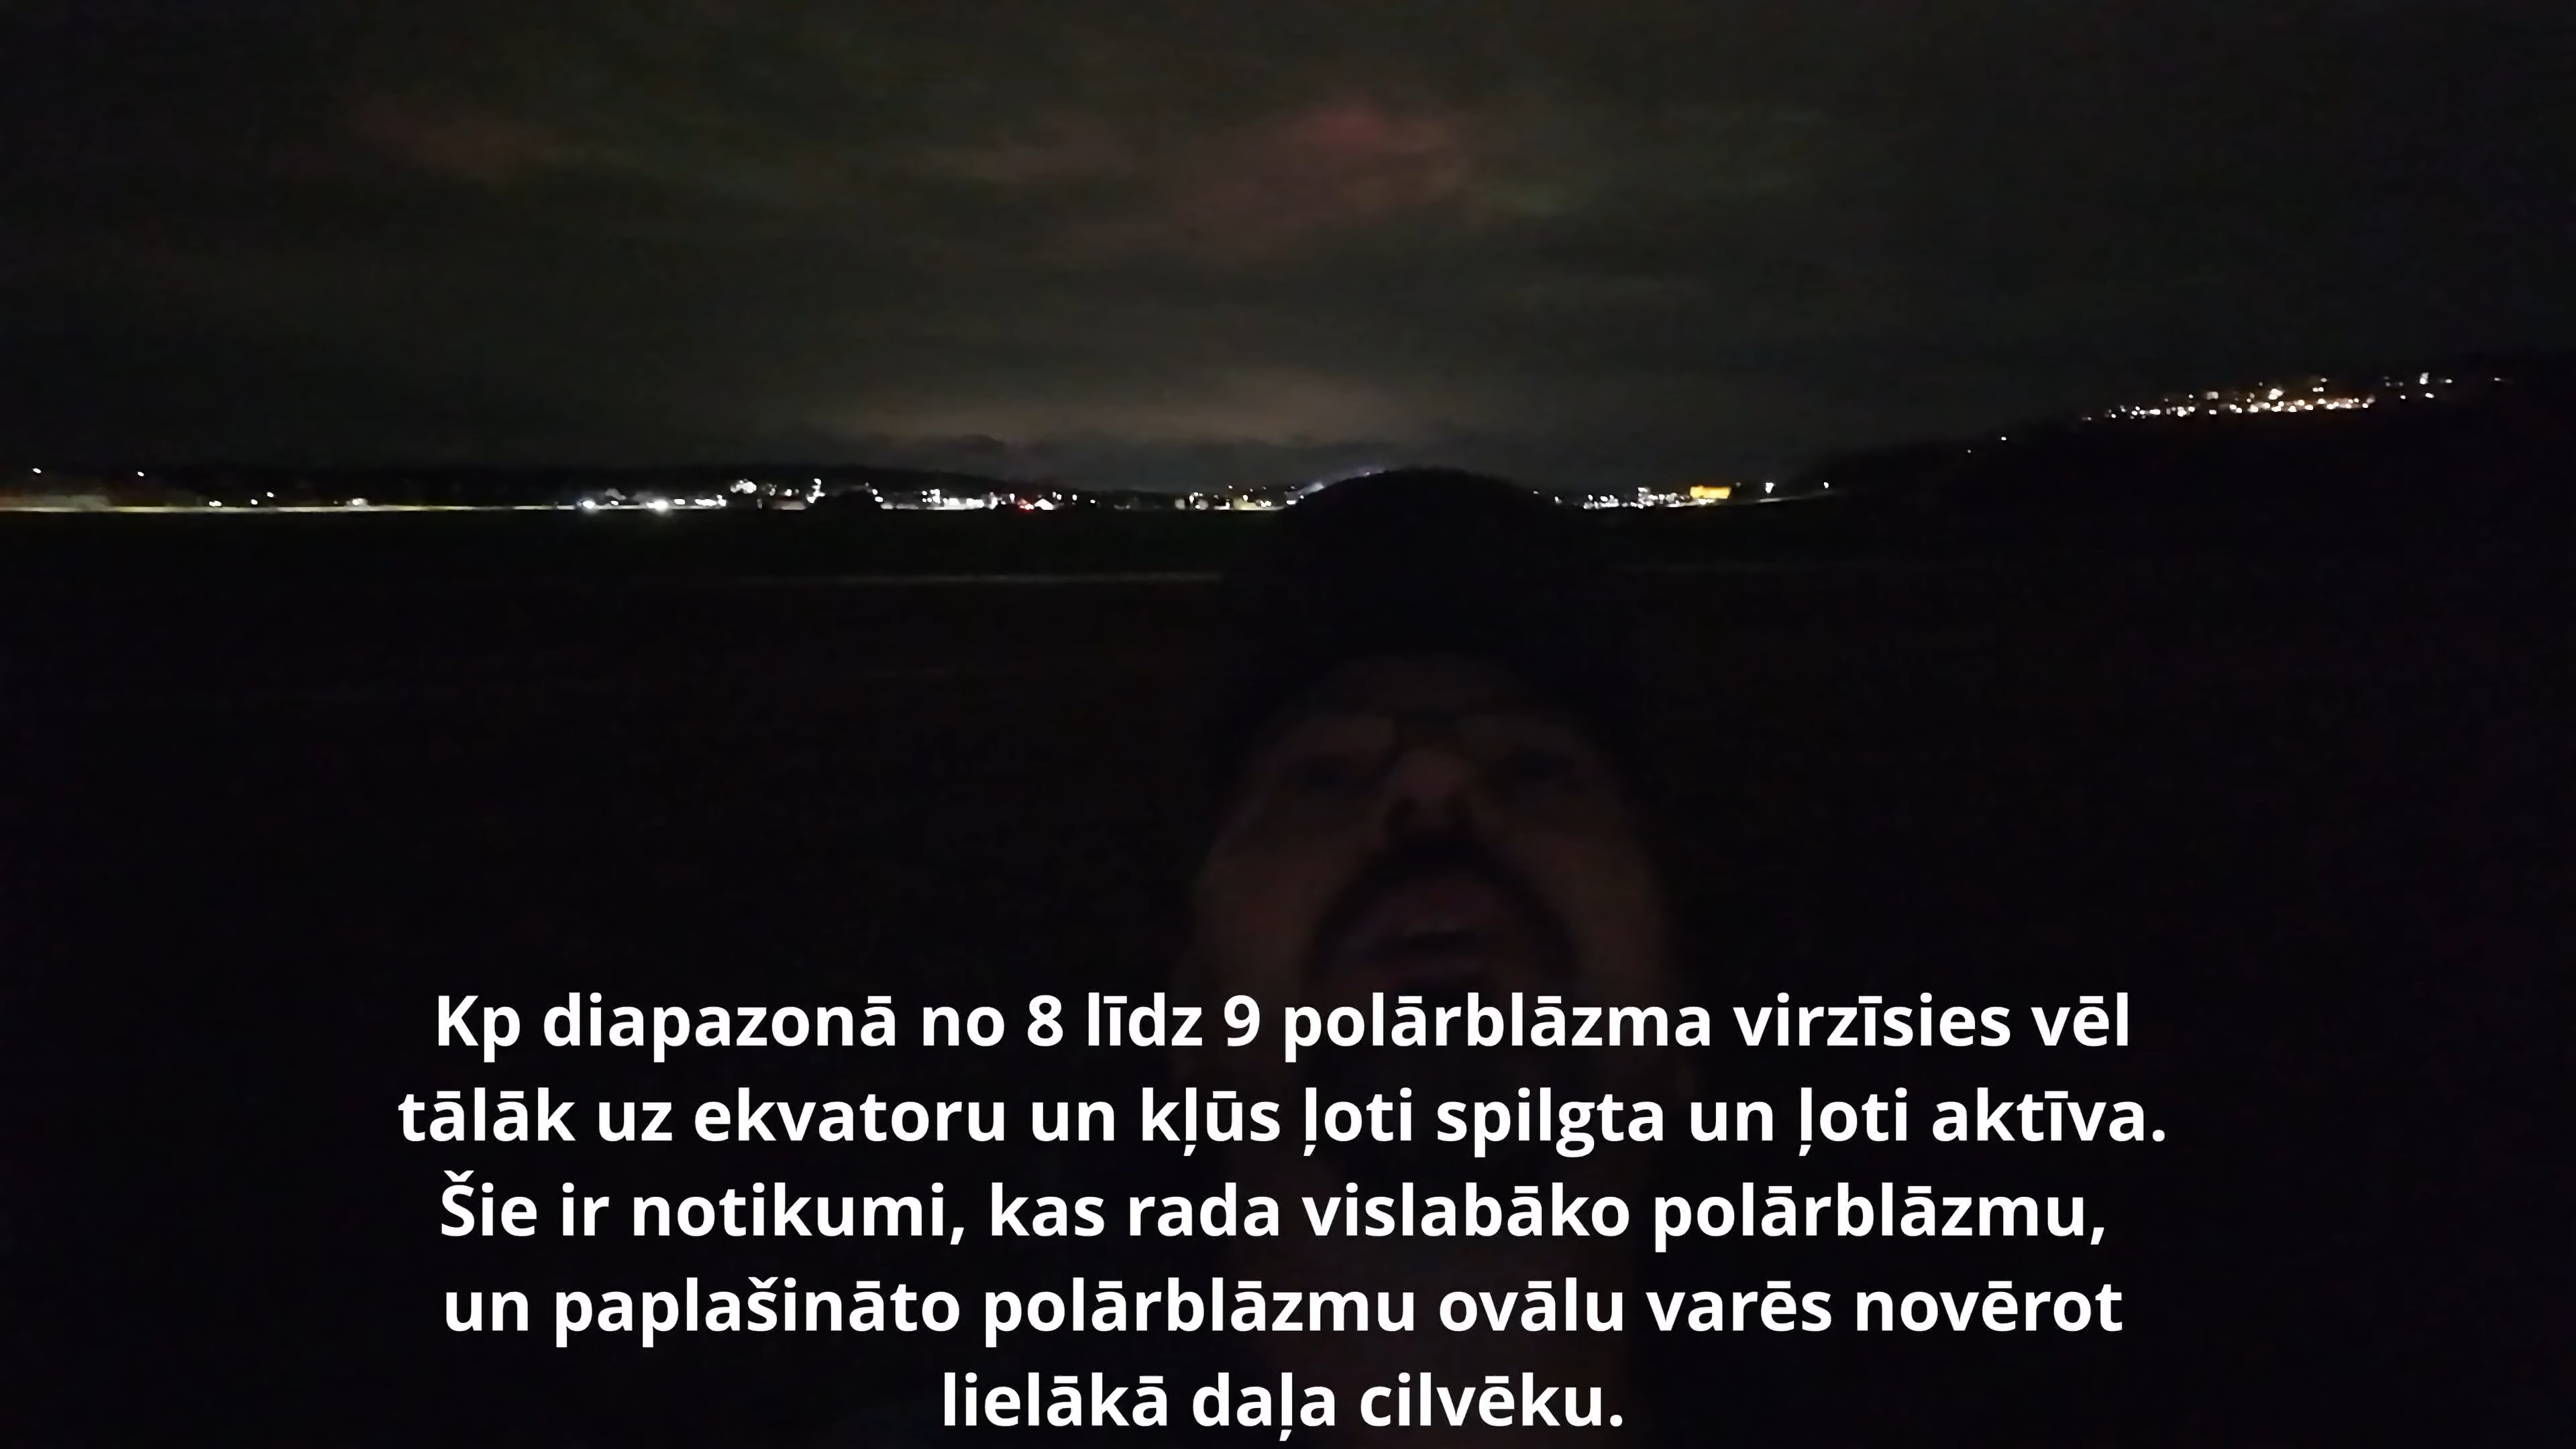 Kp diapazonā no 8 līdz 9 polārblāzma virzīsies vēl
tālāk uz ekvatoru un kļūs ļoti spilgta un ļoti aktīva.
Šie ir notikumi, kas rada vislabāko polārblāzmu,
un paplašināto polārblāzmu ovālu varēs novērot
lielākā daļa cilvēku.